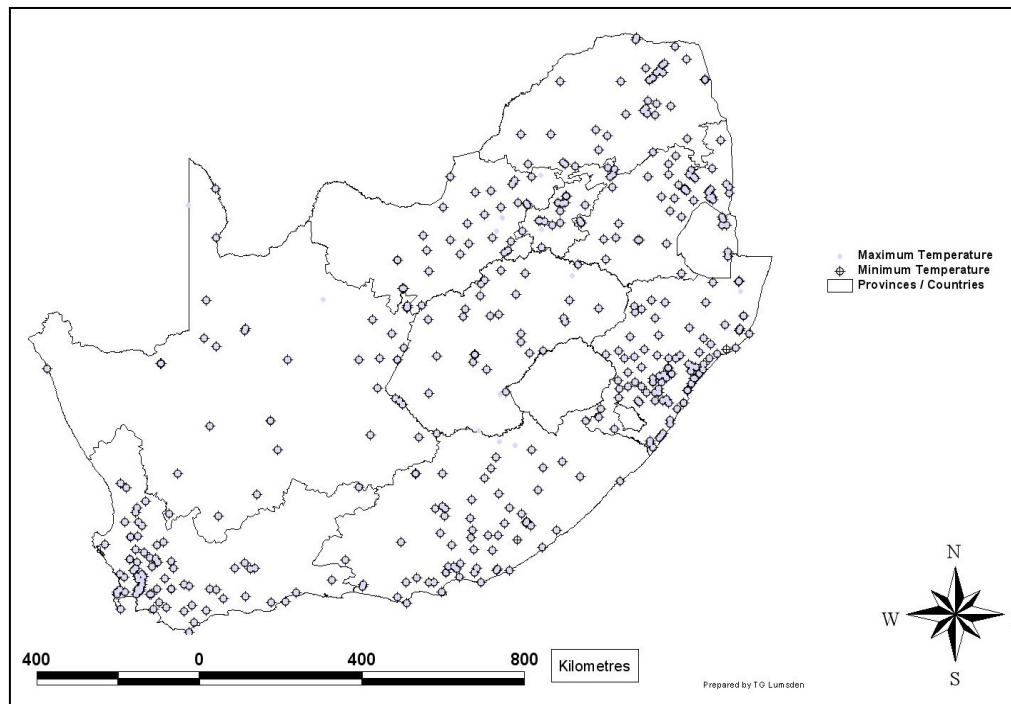 Maximum Temperature
Minimum Temperature
Provinces / Countries
N
W
S
400 0 400 800 Kilometres
Prepared by TG Lumsden